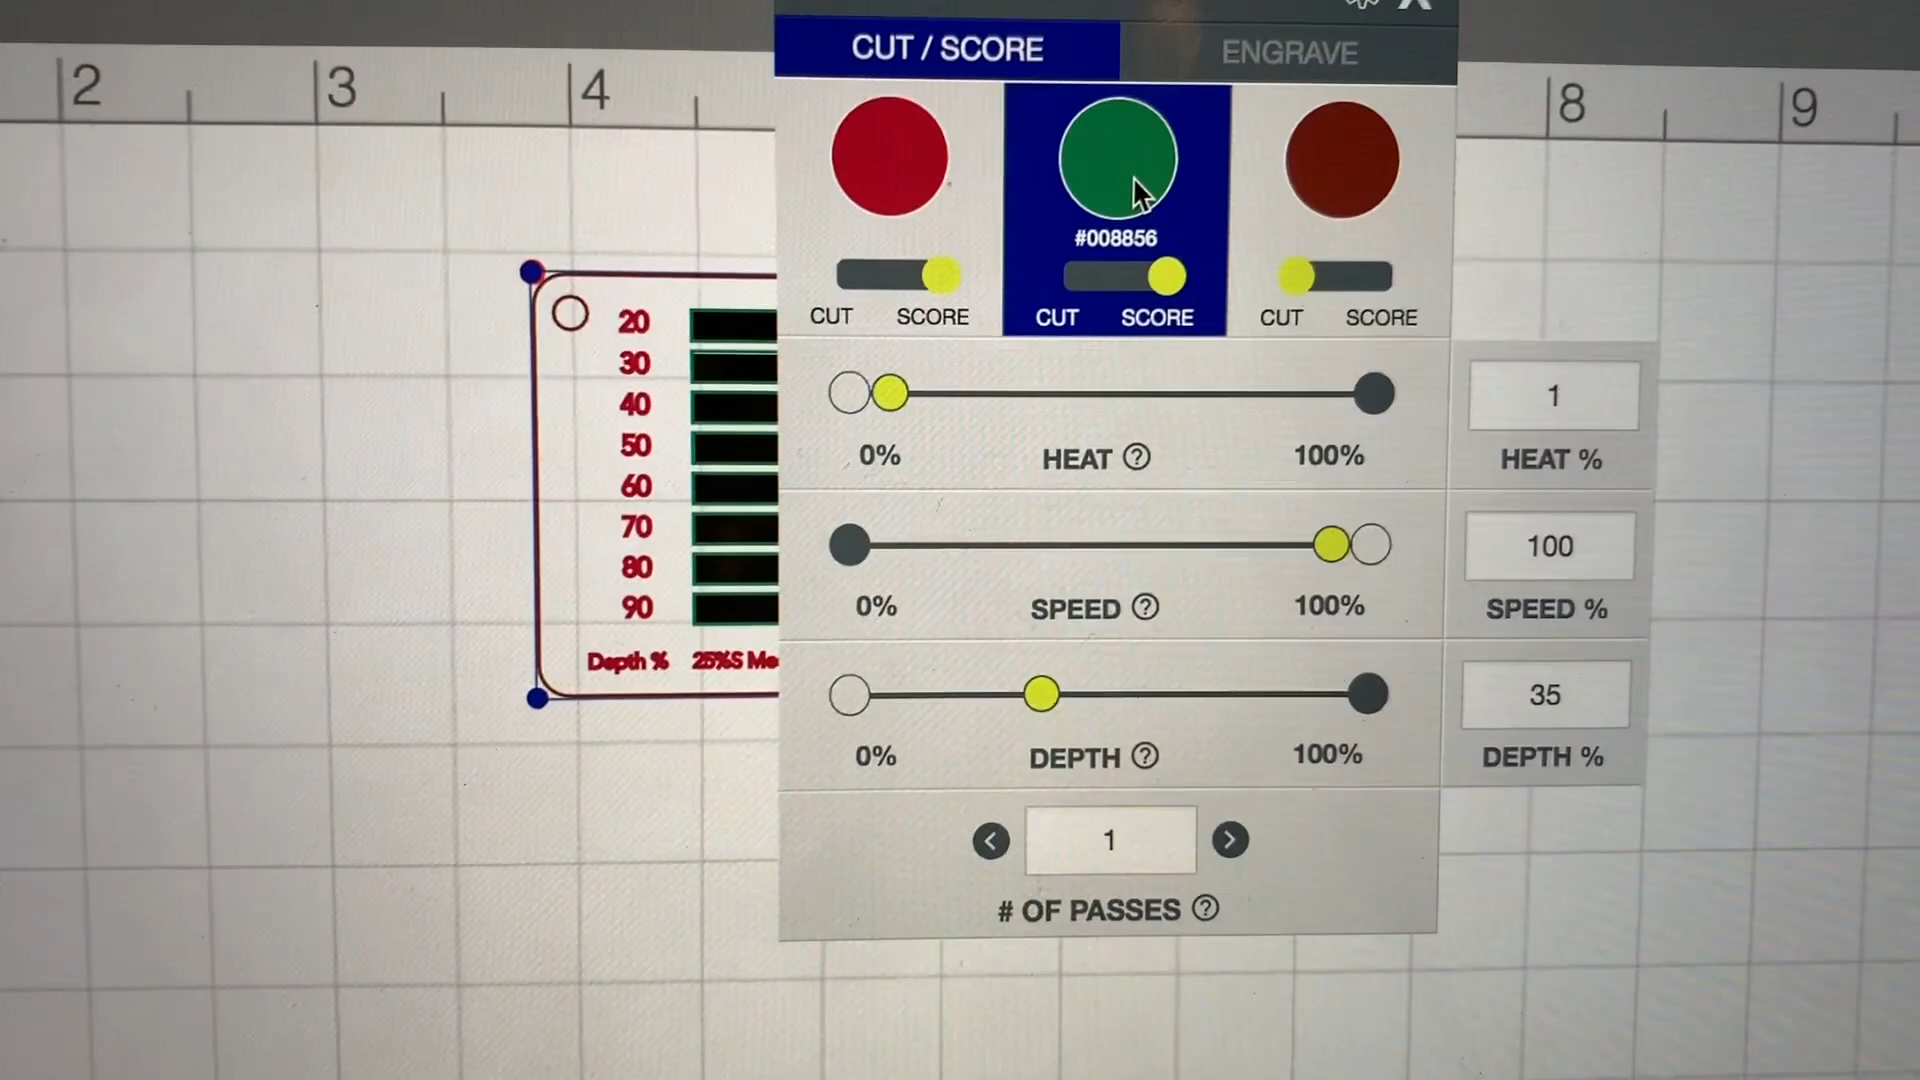 2 3 4 8 9
CUT / SCORE ENGRAVE
#008856
CUT SCORE CUT SCORE CUT SCORE
0% HEAT ? 100%
1
HEAT %
0% SPEED ? 100%
100
SPEED %
0% DEPTH ? 100%
35
DEPTH %
< 1 >
# OF PASSES ?
20
30
40
50
60
70
80
90
Depth % 25%S